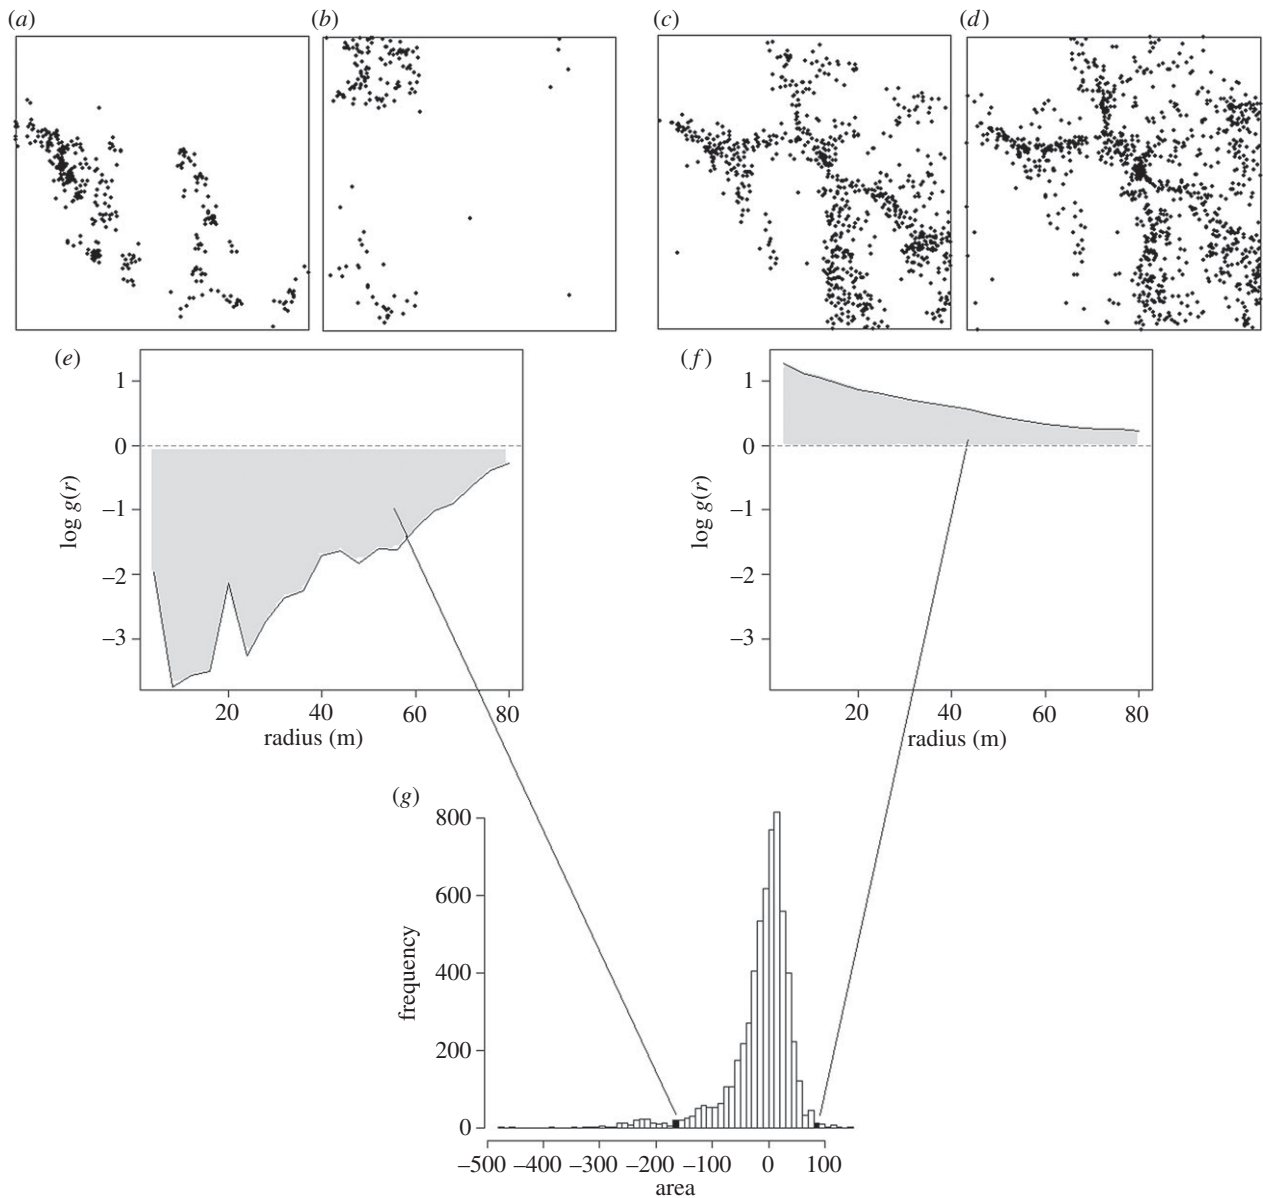 (a)
(b)
(c)
(d)
(e)
1
0
–1
–2
–3
log g(r)
20 40 60 80
radius (m)
(f)
1
0
–1
–2
–3
log g(r)
20 40 60 80
radius (m)
(g)
800
600
400
200
0
frequency
–500 –400 –300 –200 –100 0 100
area